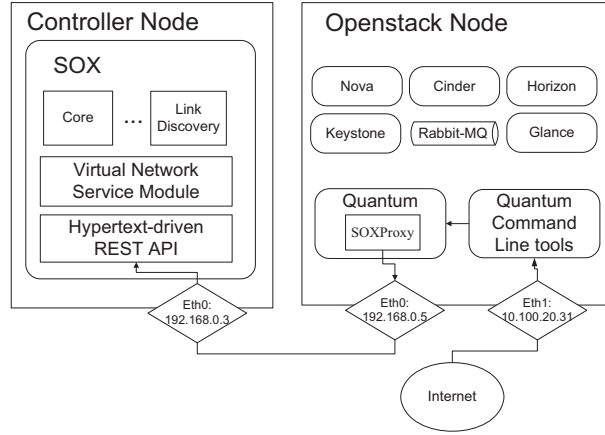 Controller Node
SOX
Core
...
Link
Discovery
Virtual Network
Service Module
Hypertext-driven
REST API
Eth0:
192.168.0.3
Openstack Node
Nova
Cinder
Horizon
Keystone
Rabbit-MQ
Glance
Quantum
SOXProxy
Quantum
Command
Line tools
Eth0:
192.168.0.5
Eth1:
10.100.20.31
Internet